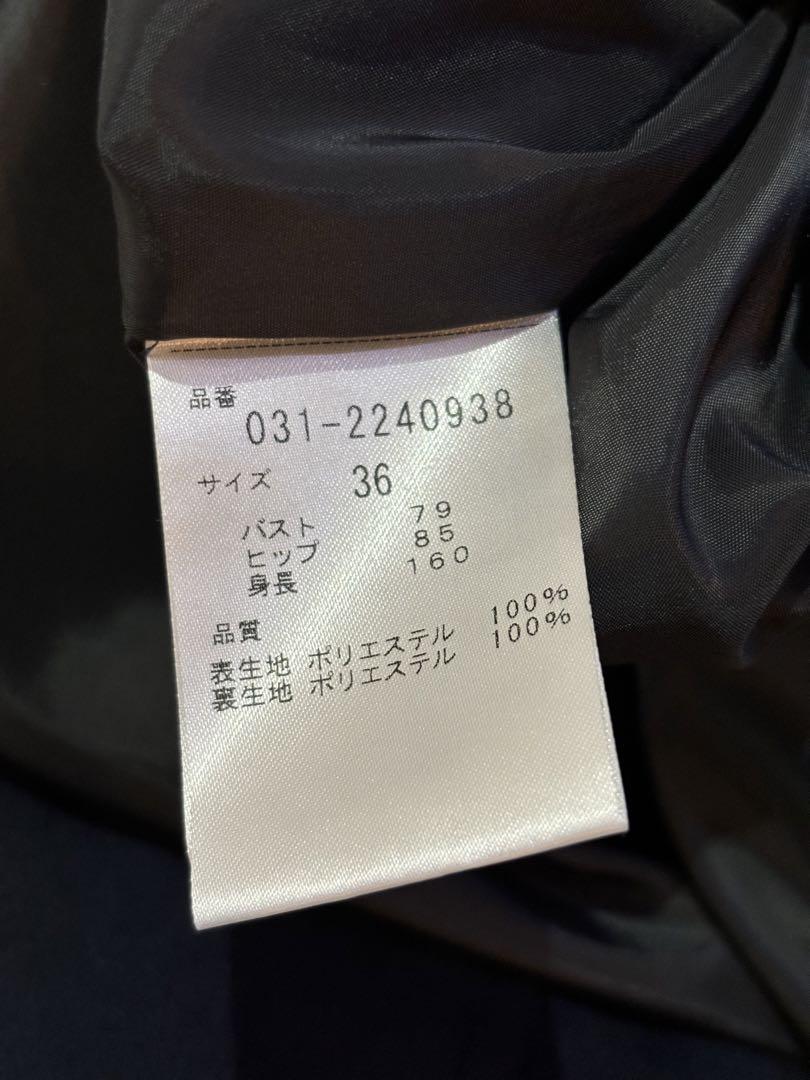 品番
031-2240938
サイズ 36
バスト 79
ヒップ 85
身長 160
品質
表生地 ポリエステル 100%
裏生地 ポリエステル 100%